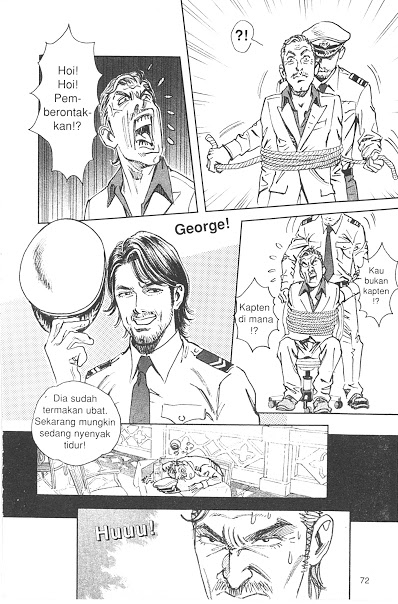 Hoi!
Hoi!
Pem-
berontak-
kan!?
?!
George!
Kau
bukan
kapten
!?
Kapten
di mana
!?
Dia sudah
termakan ubat.
Sekarang mungkin
sedang nyenyak
tidur!
Huuu!
72